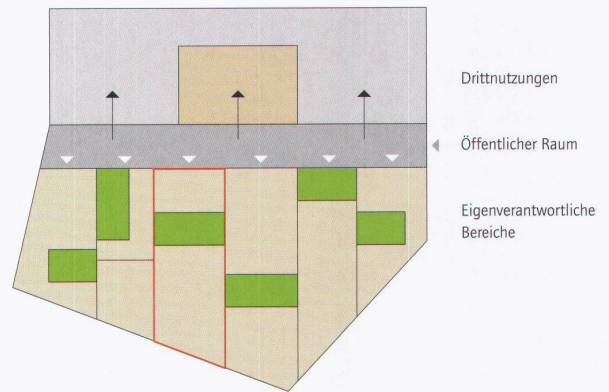 Drittnutzungen
Öffentlicher Raum
Eigenverantwortliche
Bereiche